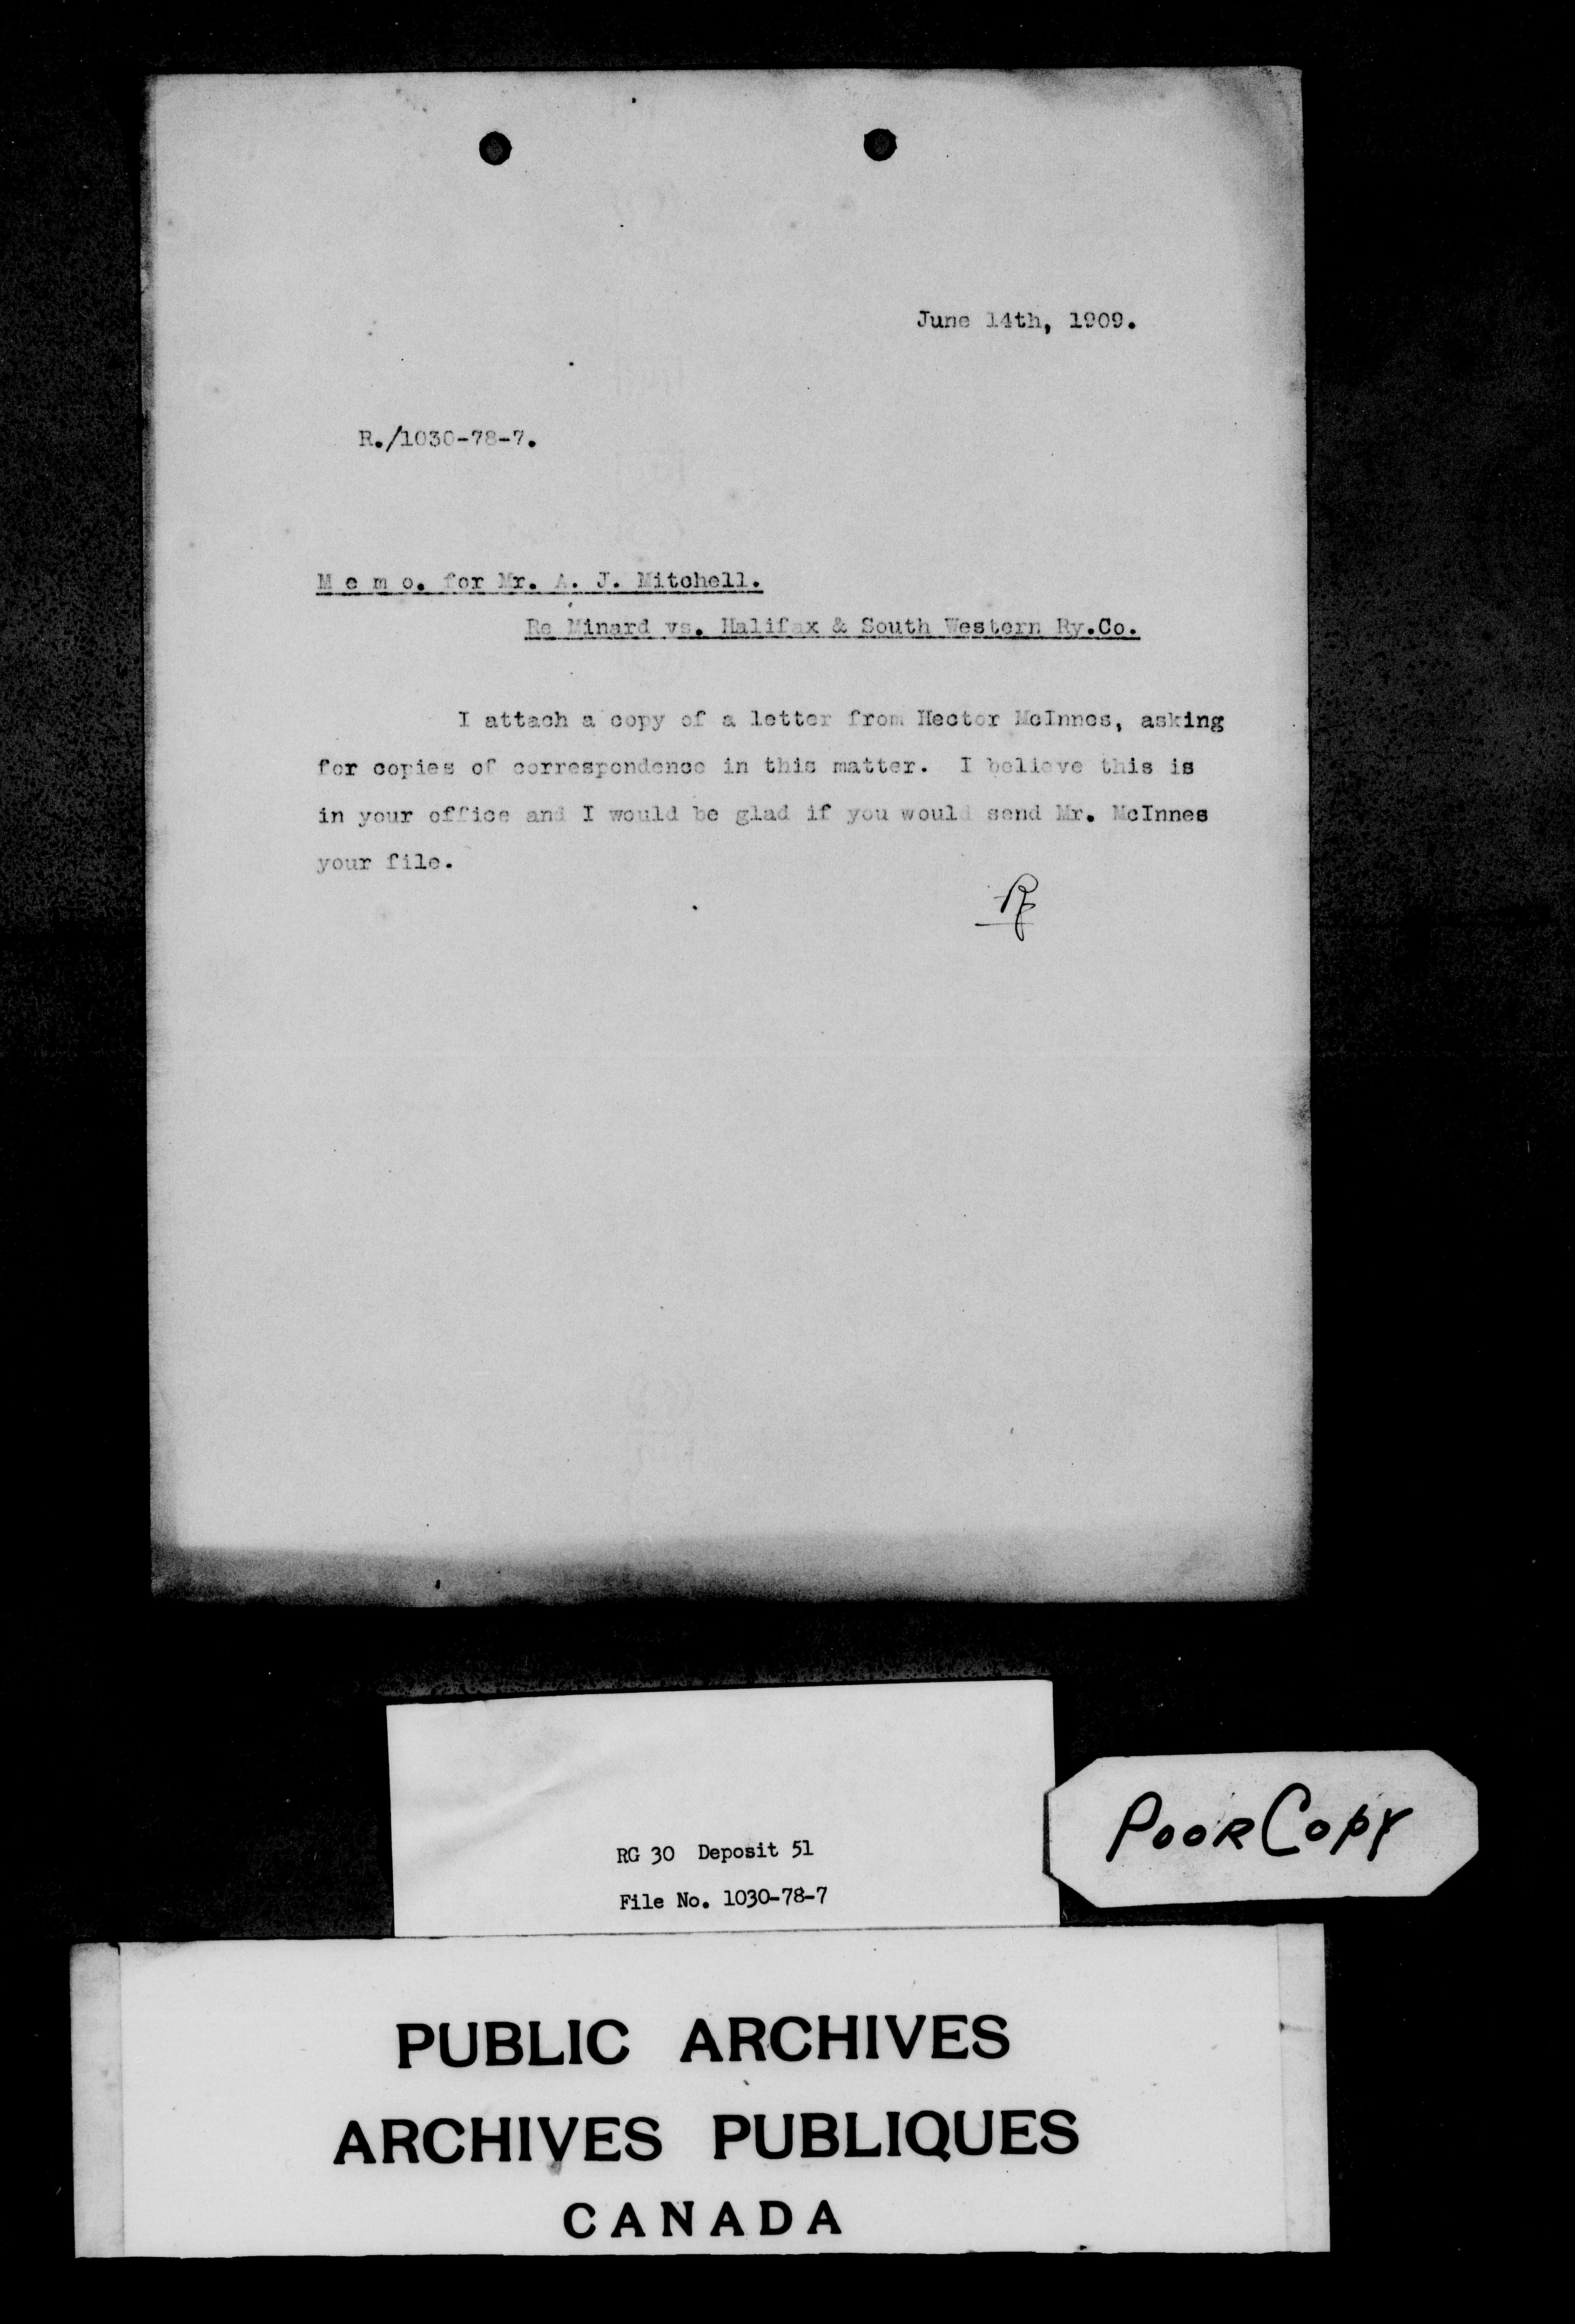 June 14th, 1909.
R./1030-78-7.
M e m o. for Mr. A. J. Mitchell.
Re Minard vs. Halifax & South Western Ry.Co.
I attach a copy of a letter from Hector McInnes, asking
for copies of correspondence in this matter. I believe this is
in your office and I would be glad if you would send Mr. McInnes
your file.
RG 30 Deposit 51
File No. 1030-78-7
POOR COPY
PUBLIC ARCHIVES
ARCHIVES PUBLIQUES
CANADA